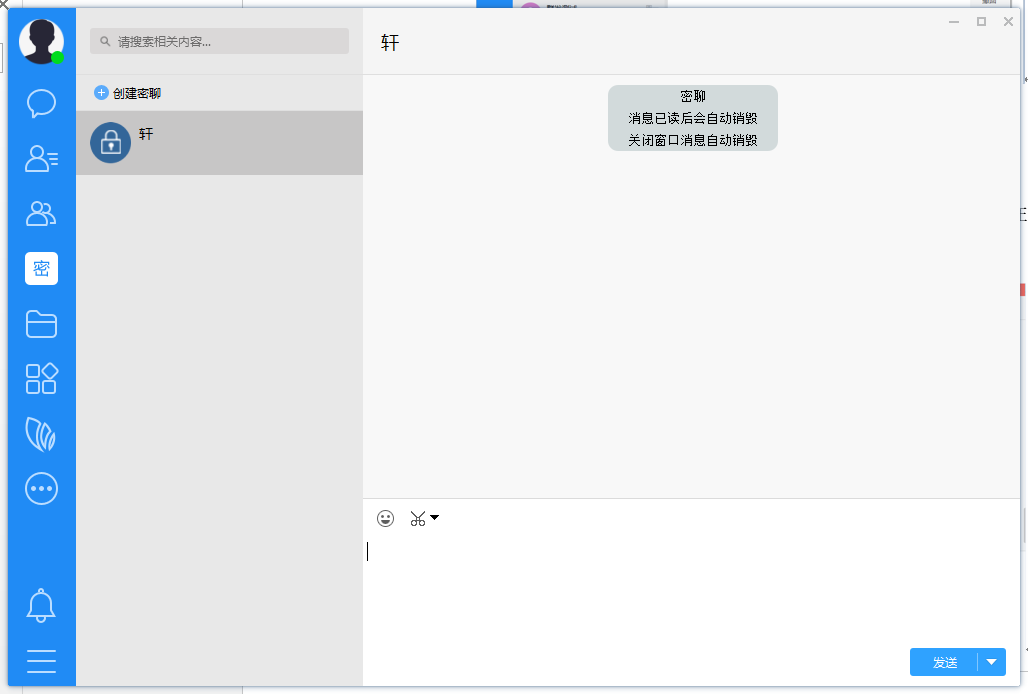 请搜索相关内容...
轩
创建密聊
轩
密
密聊
消息已读后会自动销毁
关闭窗口消息自动销毁
发送